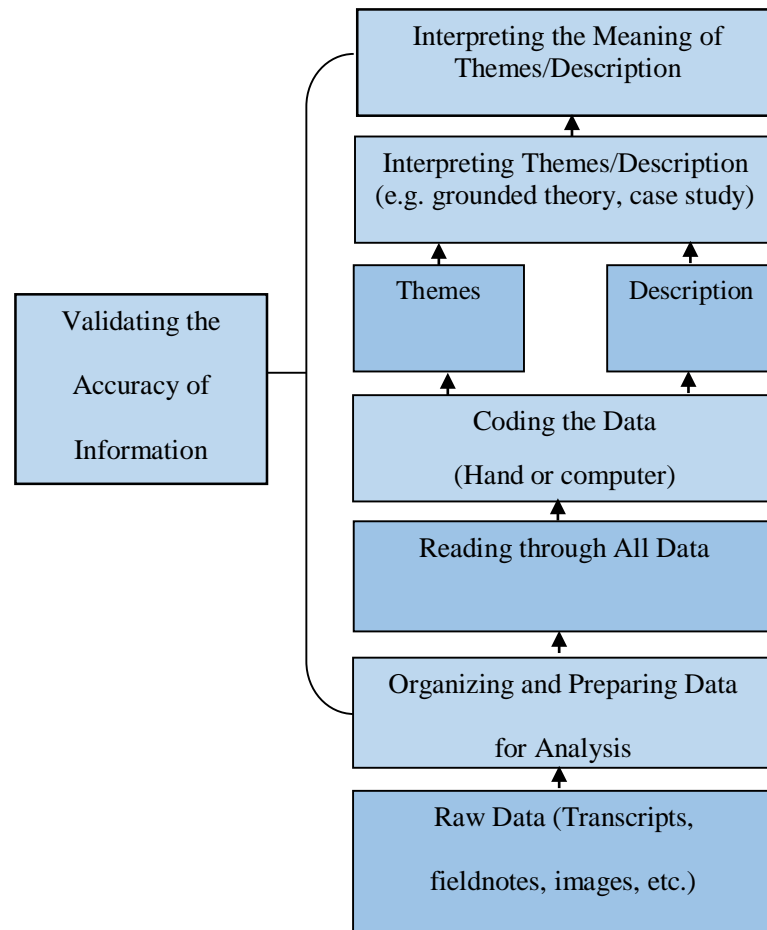 Interpreting the Meaning of
Themes/Description
Interpreting Themes/Description
(e.g. grounded theory, case study)
Themes
Description
Validating the
Accuracy of
Information
Coding the Data
(Hand or computer)
Reading through All Data
Organizing and Preparing Data
for Analysis
Raw Data (Transcripts,
fieldnotes, images, etc.)